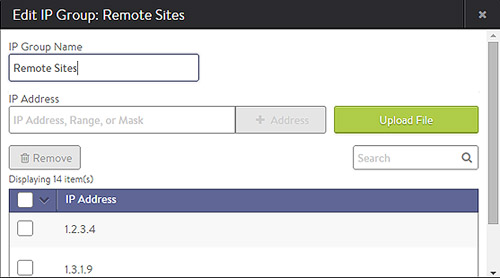 Edit IP Group: Remote Sites
IP Group Name
Remote Sites
IP Address
IP Address, Range, or Mask
+ Address
Upload File
Remove
Search
Displaying 14 item(s)
IP Address
1.2.3.4
1.3.1.9